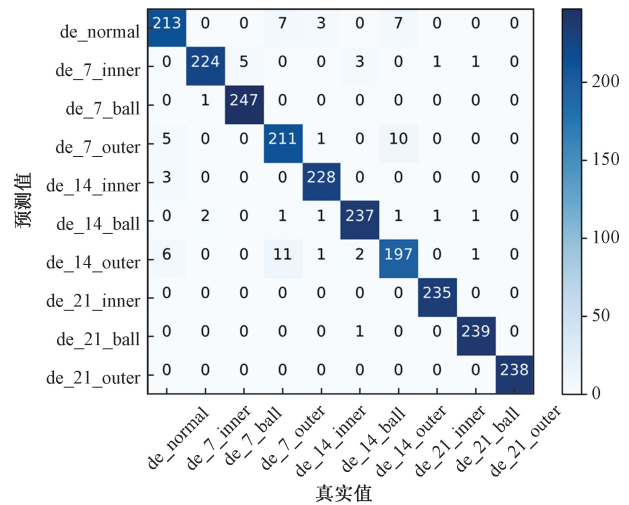 de_normal 213 0 0 7 3 0 7 0 0 0
de_7_inner 0 224 5 0 0 3 0 1 1 0
de_7_ball 0 1 247 0 0 0 0 0 0 0
de_7_outer 5 0 0 211 1 0 10 0 0 0
de_14_inner 3 0 0 0 228 0 0 0 0 0
de_14_ball 0 2 0 1 1 237 1 1 1 0
de_14_outer 6 0 0 11 1 2 197 0 1 0
de_21_inner 0 0 0 0 0 0 0 235 0 0
de_21_ball 0 0 0 0 0 1 0 0 239 0
de_21_outer 0 0 0 0 0 0 0 0 0 238
预测值
de_normal
de_7_inner
de_7_ball
de_7_outer
de_14_inner
de_14_ball
de_14_outer
de_21_inner
de_21_ball
de_21_outer
真实值
200
150
100
50
0